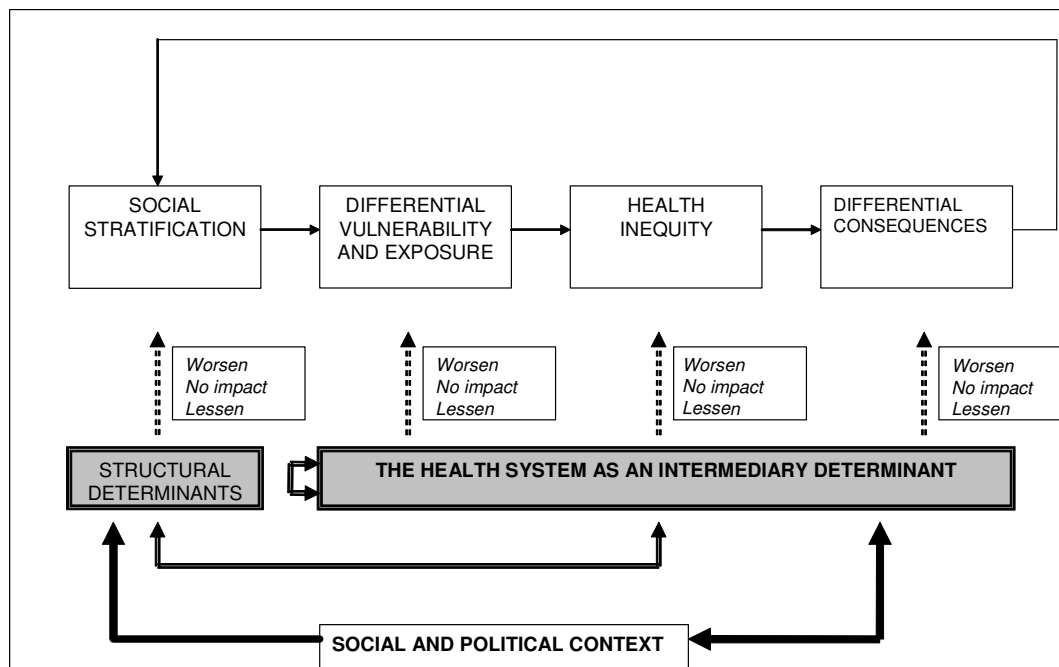 SOCIAL
STRATIFICATION
DIFFERENTIAL
VULNERABILITY
AND EXPOSURE
HEALTH
INEQUITY
DIFFERENTIAL
CONSEQUENCES
Worsen
No impact
Lessen
Worsen
No impact
Lessen
Worsen
No impact
Lessen
Worsen
No impact
Lessen
STRUCTURAL
DETERMINANTS
THE HEALTH SYSTEM AS AN INTERMEDIARY DETERMINANT
SOCIAL AND POLITICAL CONTEXT